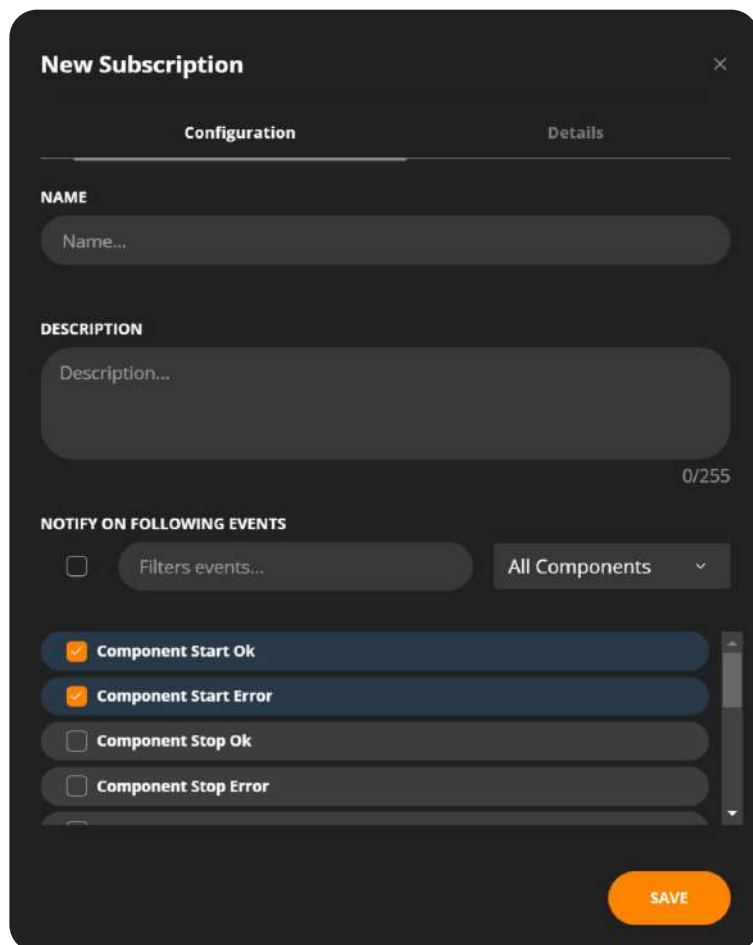 New Subscription
Configuration Details
NAME
Name...
DESCRIPTION
Description...
0/255
NOTIFY ON FOLLOWING EVENTS
Filters events... All Components
Component Start Ok
Component Start Error
Component Stop Ok
Component Stop Error
SAVE